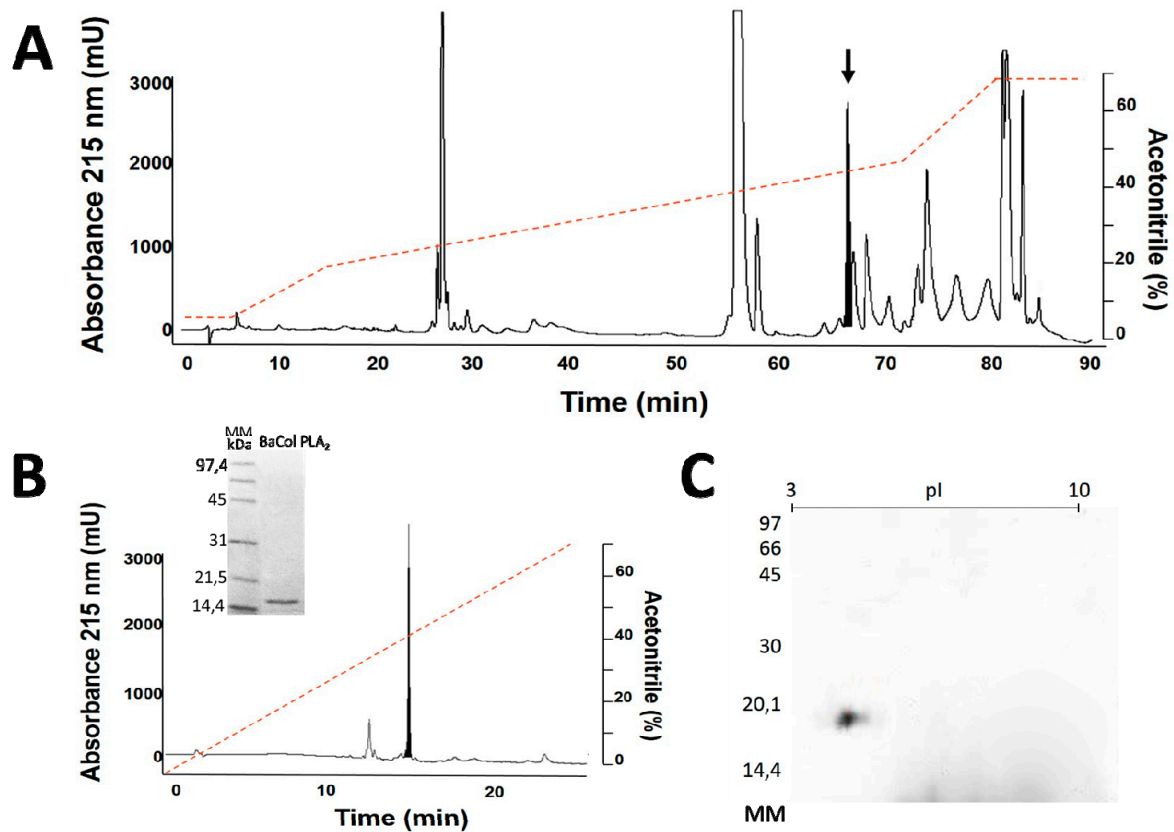 A
Absorbance 215 nm (mU)
3000
2000
1000
0
60
40
20
0
Acetonitrile (%)
0 10 20 30 40 50 60 70 80 90
Time (min)
B
MM
kDa
BaCol PLA₂
97,4
45
31
21,5
14,4
Absorbance 215 nm (mU)
3000
2000
1000
0
60
40
20
0
Acetonitrile (%)
0 10 20
Time (min)
C
3 pI 10
97
66
45
30
20,1
14,4
MM